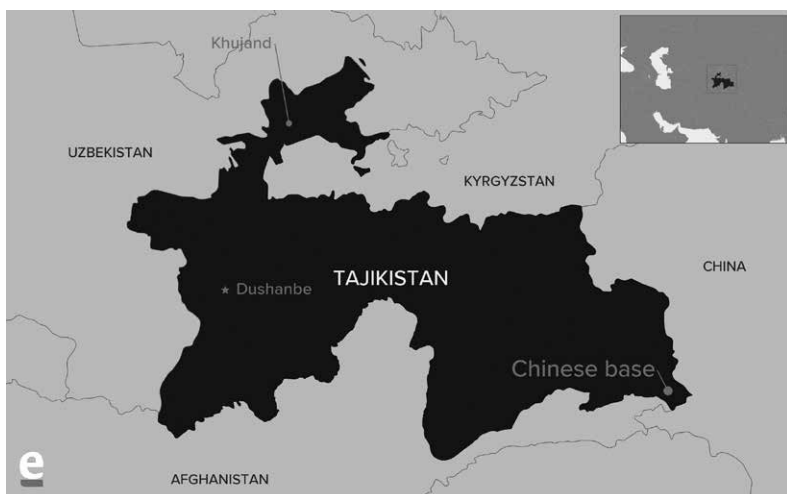 Khujand
UZBEKISTAN
KYRGYZSTAN
CHINA
TAJIKISTAN
Dushanbe
Chinese base
AFGHANISTAN
e